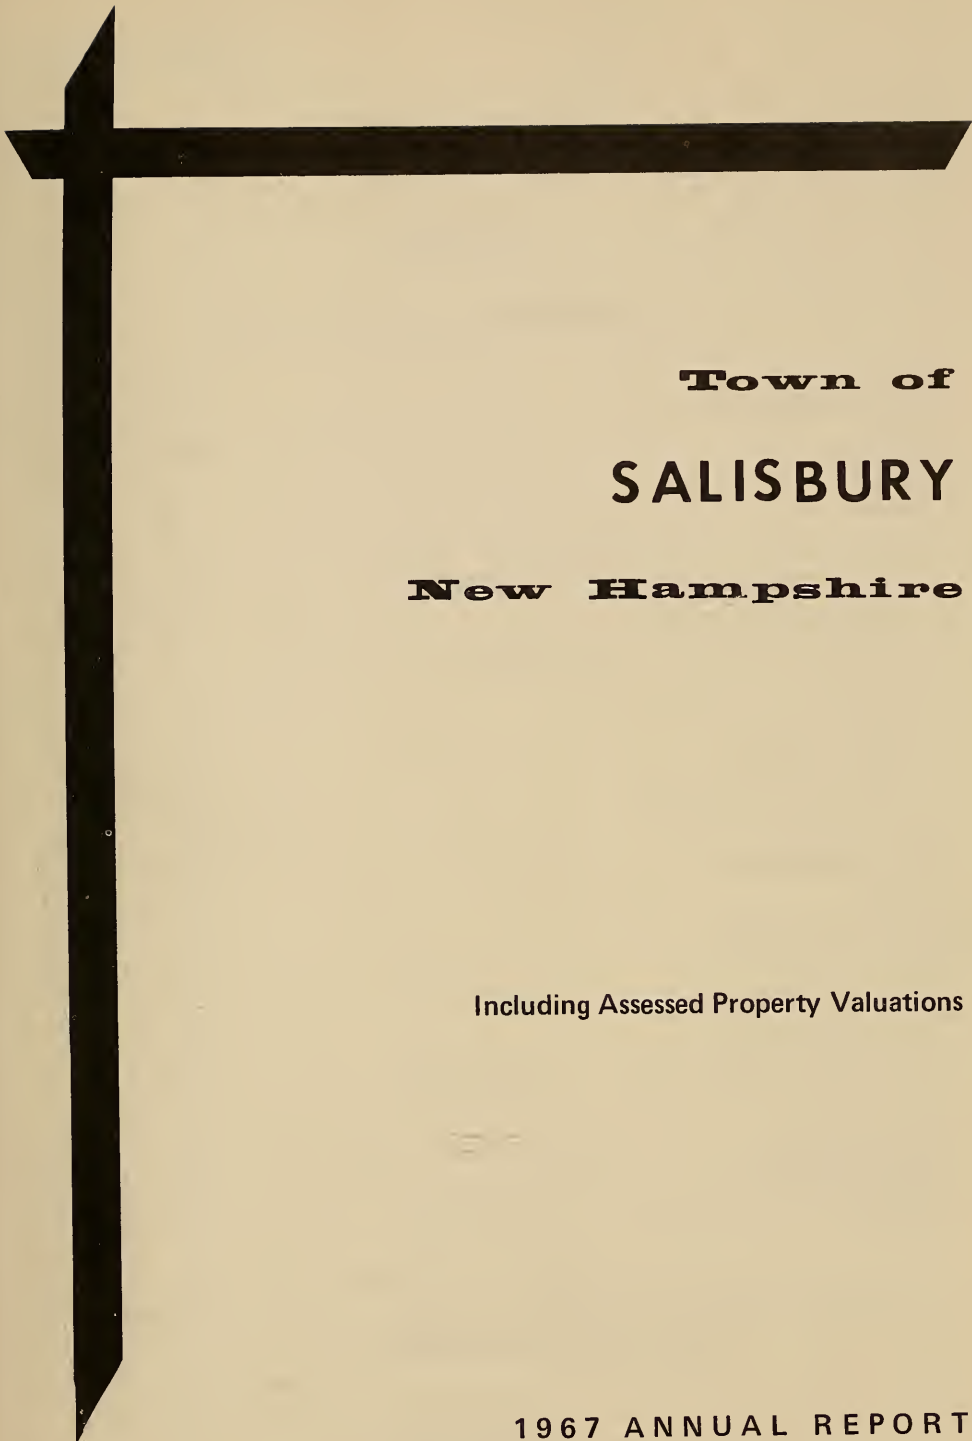 Town of
SALISBURY
New Hampshire
Including Assessed Property Valuations
1967 ANNUAL REPORT